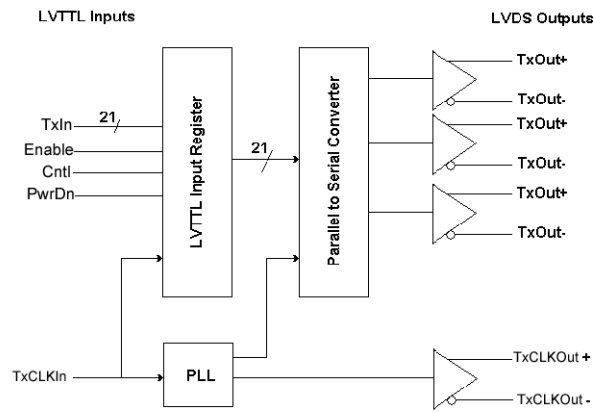 LVTTL Inputs
LVDS Outputs
TxIn
21
Enable
Cntl
PwrDn
LVTTL Input Register
21
Parallel to Serial Converter
TxOut+
TxOut-
TxOut+
TxOut-
TxOut+
TxOut-
TxCLKIn
PLL
TxCLKOut +
TxCLKOut -